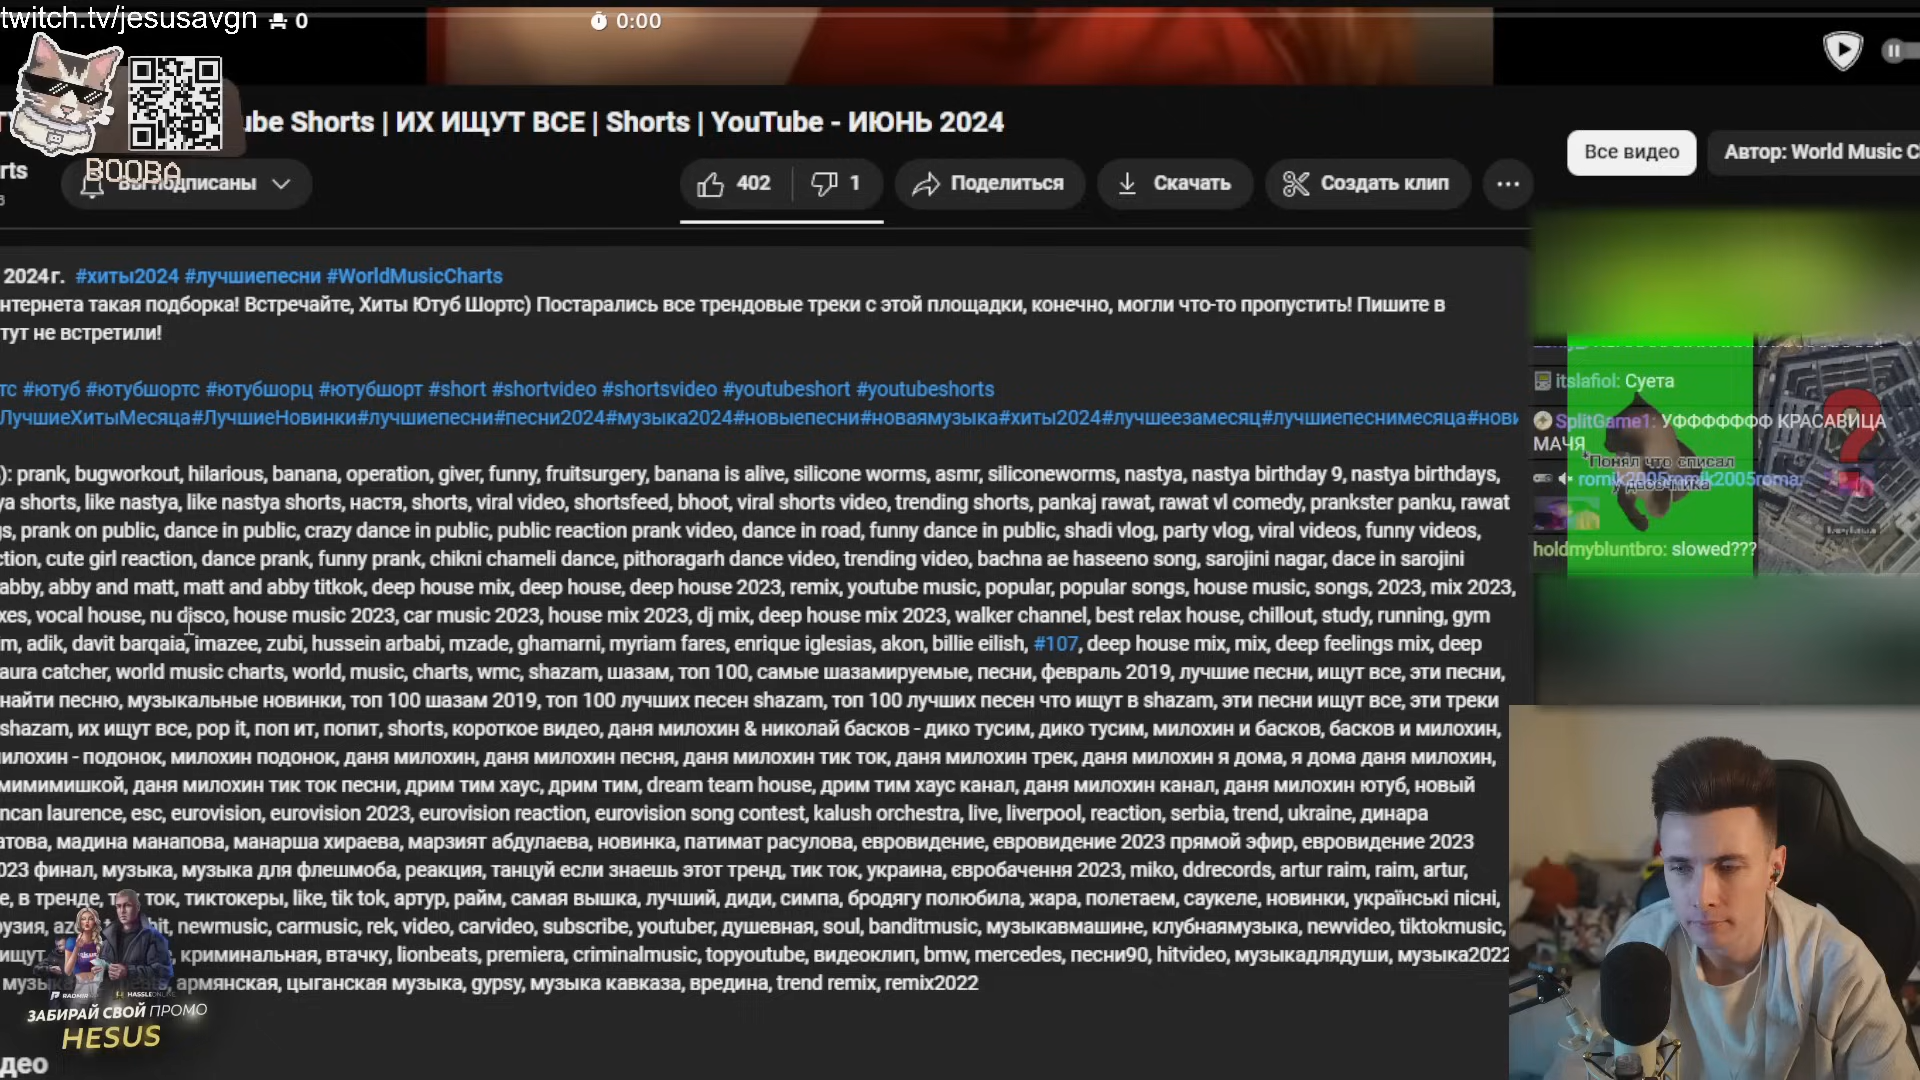 twitch.tv/jesusavgn 0
0:00
BOOBA
ube Shorts | ИХ ИЩУТ ВСЕ | Shorts | YouTube - ИЮНЬ 2024
rts
Вы подписаны
402
1
Поделиться
Скачать
Создать клип
Все видео
Автор: World Music C
2024 г. #хиты2024 #лучшиепесни #WorldMusicCharts
нтернета такая подборка! Встречайте, Хиты Ютуб Шортс) Постарались все трендовые треки с этой площадки, конечно, могли что-то пропустить! Пишите в
тут не встретили!
тс #ютуб #ютубшортс #ютубшорц #ютубшорт #short #shortvideo #shortsvideo #youtubeshort #youtubeshorts
ЛучшиеХитыМесяца#ЛучшиеНовинки#лучшиепесни#песни2024#музыка2024#новыепесни#новаямузыка#хиты2024#лучшеезамесяц#лучшиепеснимесяца#нови
): prank, bugworkout, hilarious, banana, operation, giver, funny, fruitsurgery, banana is alive, silicone worms, asmr, siliconeworms, nastya, nastya birthday 9, nastya birthdays,
ya shorts, like nastya, like nastya shorts, настя, shorts, viral video, shortsfeed, bhoot, viral shorts video, trending shorts, pankaj rawat, rawat vl comedy, prankster panku, rawat
gs, prank on public, dance in public, crazy dance in public, public reaction prank video, dance in road, funny dance in public, shadi vlog, party vlog, viral videos, funny videos,
ction, cute girl reaction, dance prank, funny prank, chikni chameli dance, pithoragarh dance video, trending video, bachna ae haseeno song, sarojini nagar, dace in sarojini
abby, abby and matt, matt and abby titkok, deep house mix, deep house, deep house 2023, remix, youtube music, popular, popular songs, house music, songs, 2023, mix 2023,
xes, vocal house, nu disco, house music 2023, car music 2023, house mix 2023, dj mix, deep house mix 2023, walker channel, best relax house, chillout, study, running, gym
im, adik, davit barqaia, imazee, zubi, hussein arbabi, mzade, ghamarni, myriam fares, enrique iglesias, akon, billie eilish, #107, deep house mix, mix, deep feelings mix, deep
aura catcher, world music charts, world, music, charts, wmc, shazam, шазам, топ 100, самые шазамируемые, песни, февраль 2019, лучшие песни, ищут все, эти песни,
найти песню, музыкальные новинки, топ 100 шазам 2019, топ 100 лучших песен shazam, топ 100 лучших песен что ищут в shazam, эти песни ищут все, эти треки
shazam, их ищут все, pop it, поп ит, попит, shorts, короткое видео, даня милохин & николай басков - дико тусим, дико тусим, милохин и басков, басков и милохин,
милохин - подонок, милохин подонок, даня милохин, даня милохин песня, даня милохин тик ток, даня милохин трек, даня милохин я дома, я дома даня милохин,
мимимишкой, даня милохин тик ток песни, дрим тим хаус, дрим тим, dream team house, дрим тим хаус канал, даня милохин канал, даня милохин ютуб, новый
ncan laurence, esc, eurovision, eurovision 2023, eurovision reaction, eurovision song contest, kalush orchestra, live, liverpool, reaction, serbia, trend, ukraine, динара
атова, мадина манапова, манарша хираева, марзият абдулаева, новинка, патимат расулова, евровидение, евровидение 2023 прямой эфир, евровидение 2023
023 финал, музыка, музыка для флешмоба, реакция, танцуй если знаешь этот тренд, тик ток, украина, євробачення 2023, miko, ddrecords, artur raim, raim, artur,
е, в тренде, ток, тиктокеры, like, tik tok, артур, райм, самая вышка, лучший, диди, симпа, бродягу полюбила, жара, полетаем, саукеле, новинки, українські пісні,
рузия, hit, newmusic, carmusic, rek, video, carvideo, subscribe, youtuber, душевная, soul, banditmusic, музыкавмашине, клубнаямузыка, newvideo, tiktokmusic,
ищут криминальная, втачку, lionbeats, premiera, criminalmusic, topyoutube, видеоклип, bmw, mercedes, песни90, hitvideo, музыкадлядуши, музыка2022
музык армянская, цыганская музыка, gypsy, музыка кавказа, вредина, trend remix, remix2022
ЗАБИРАЙ СВОЙ ПРОМО
HESUS
део
itslafiol: Суета
SplitGame1: УФФФФФФФ КРАСАВИЦА
МАЧЯ
Понял что списал
у двоечника
holdmybluntbro: slowed???